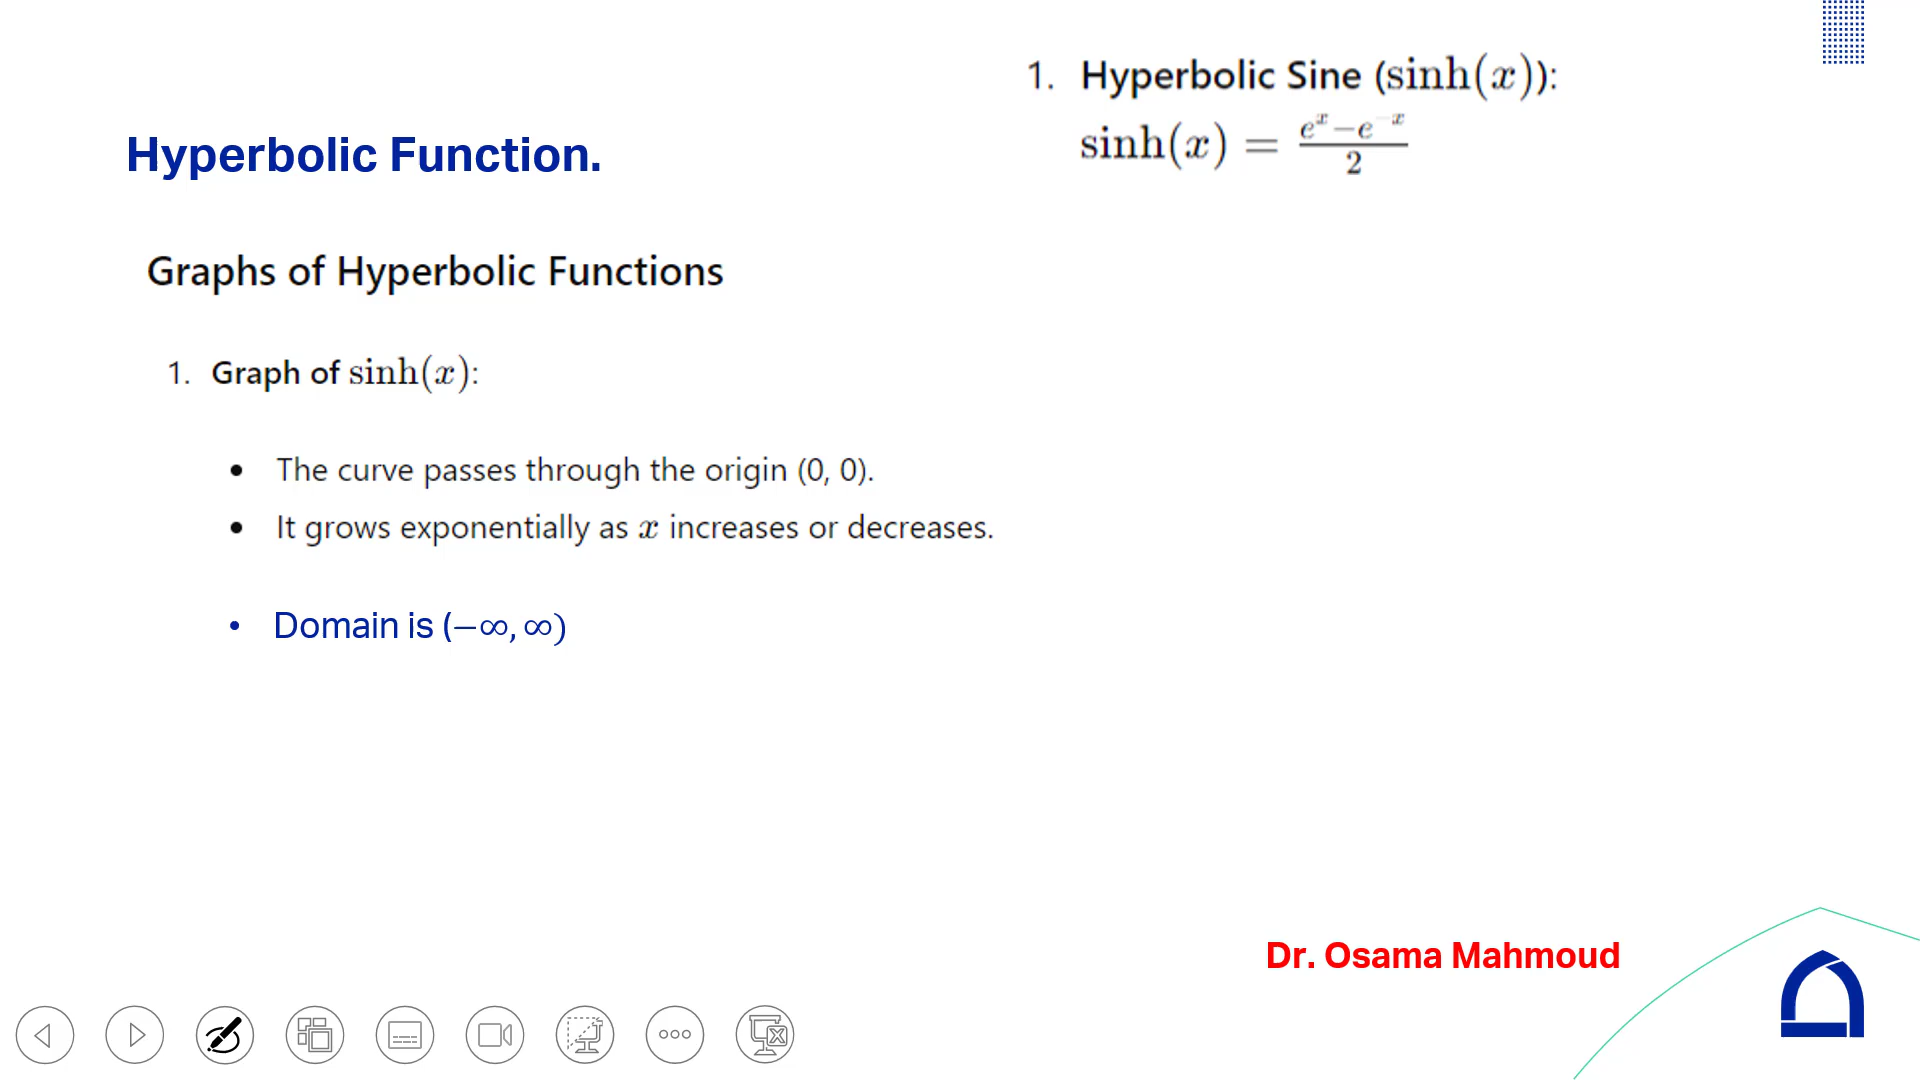 1. Hyperbolic Sine (sinh(x)):
sinh(x) = \frac{e^x - e^{-x}}{2}
Hyperbolic Function.
Graphs of Hyperbolic Functions
1. Graph of sinh(x):
• The curve passes through the origin (0, 0).
• It grows exponentially as x increases or decreases.
• Domain is (−∞, ∞)
Dr. Osama Mahmoud